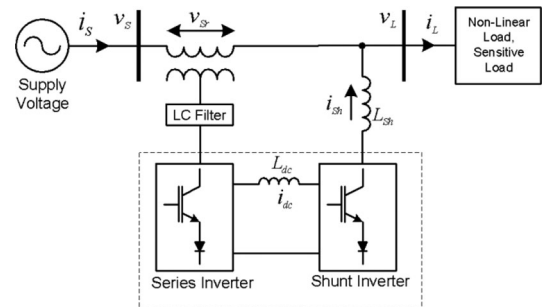 i_S
v_S
v_Sr
v_L
i_L
Non-Linear
Load,
Sensitive
Load
Supply
Voltage
LC Filter
i_Sh
L_Sh
L_dc
i_dc
Series Inverter
Shunt Inverter